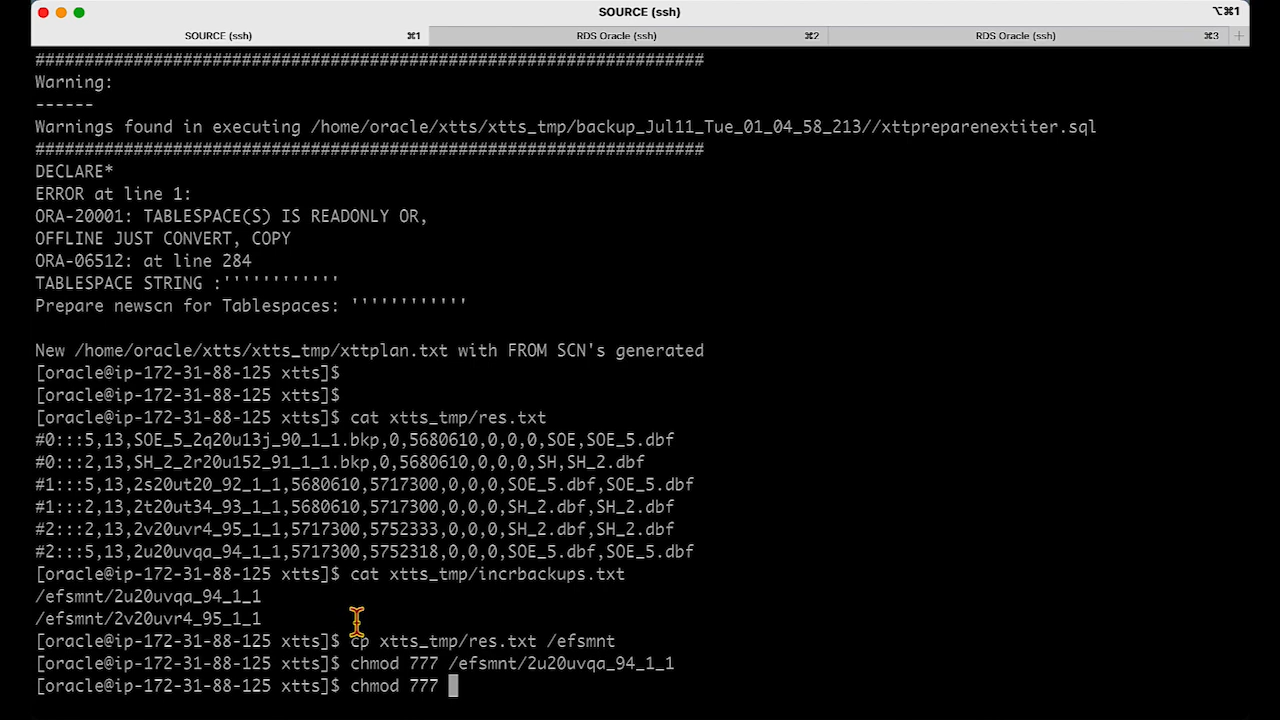 SOURCE (ssh)
⌥⌘1
SOURCE (ssh) ⌘1 RDS Oracle (ssh) ⌘2 RDS Oracle (ssh) ⌘3 +
####################################################################
Warning:
------
Warnings found in executing /home/oracle/xtts/xtts_tmp/backup_Jul11_Tue_01_04_58_213//xttpreparenextiter.sql
####################################################################
DECLARE*
ERROR at line 1:
ORA-20001: TABLESPACE(S) IS READONLY OR,
OFFLINE JUST CONVERT, COPY
ORA-06512: at line 284
TABLESPACE STRING :''''''''''''
Prepare newscn for Tablespaces: ''''''''''''
New /home/oracle/xtts/xtts_tmp/xttplan.txt with FROM SCN's generated
[oracle@ip-172-31-88-125 xtts]$
[oracle@ip-172-31-88-125 xtts]$
[oracle@ip-172-31-88-125 xtts]$ cat xtts_tmp/res.txt
#0:::5,13,SOE_5_2q20u13j_90_1_1.bkp,0,5680610,0,0,0,SOE,SOE_5.dbf
#0:::2,13,SH_2_2r20u152_91_1_1.bkp,0,5680610,0,0,0,SH,SH_2.dbf
#1:::5,13,2s20ut20_92_1_1,5680610,5717300,0,0,0,SOE_5.dbf,SOE_5.dbf
#1:::2,13,2t20ut34_93_1_1,5680610,5717300,0,0,0,SH_2.dbf,SH_2.dbf
#2:::2,13,2v20uvr4_95_1_1,5717300,5752333,0,0,0,SH_2.dbf,SH_2.dbf
#2:::5,13,2u20uvqa_94_1_1,5717300,5752318,0,0,0,SOE_5.dbf,SOE_5.dbf
[oracle@ip-172-31-88-125 xtts]$ cat xtts_tmp/incrbackups.txt
/efsmnt/2u20uvqa_94_1_1
/efsmnt/2v20uvr4_95_1_1
[oracle@ip-172-31-88-125 xtts]$ cp xtts_tmp/res.txt /efsmnt
[oracle@ip-172-31-88-125 xtts]$ chmod 777 /efsmnt/2u20uvqa_94_1_1
[oracle@ip-172-31-88-125 xtts]$ chmod 777